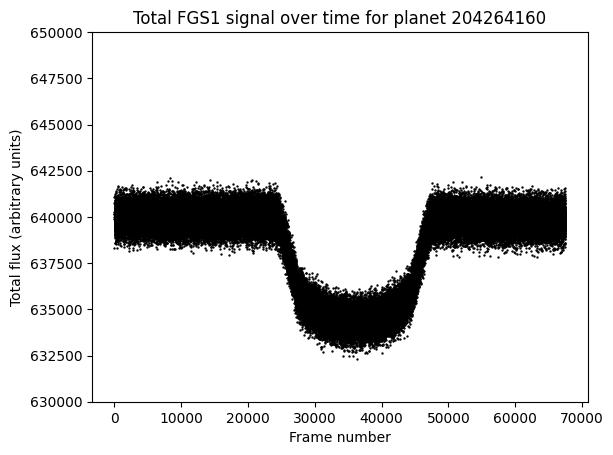 Total FGS1 signal over time for planet 204264160
650000
647500
645000
642500
640000
637500
635000
632500
630000
Total flux (arbitrary units)
0 10000 20000 30000 40000 50000 60000 70000
Frame number